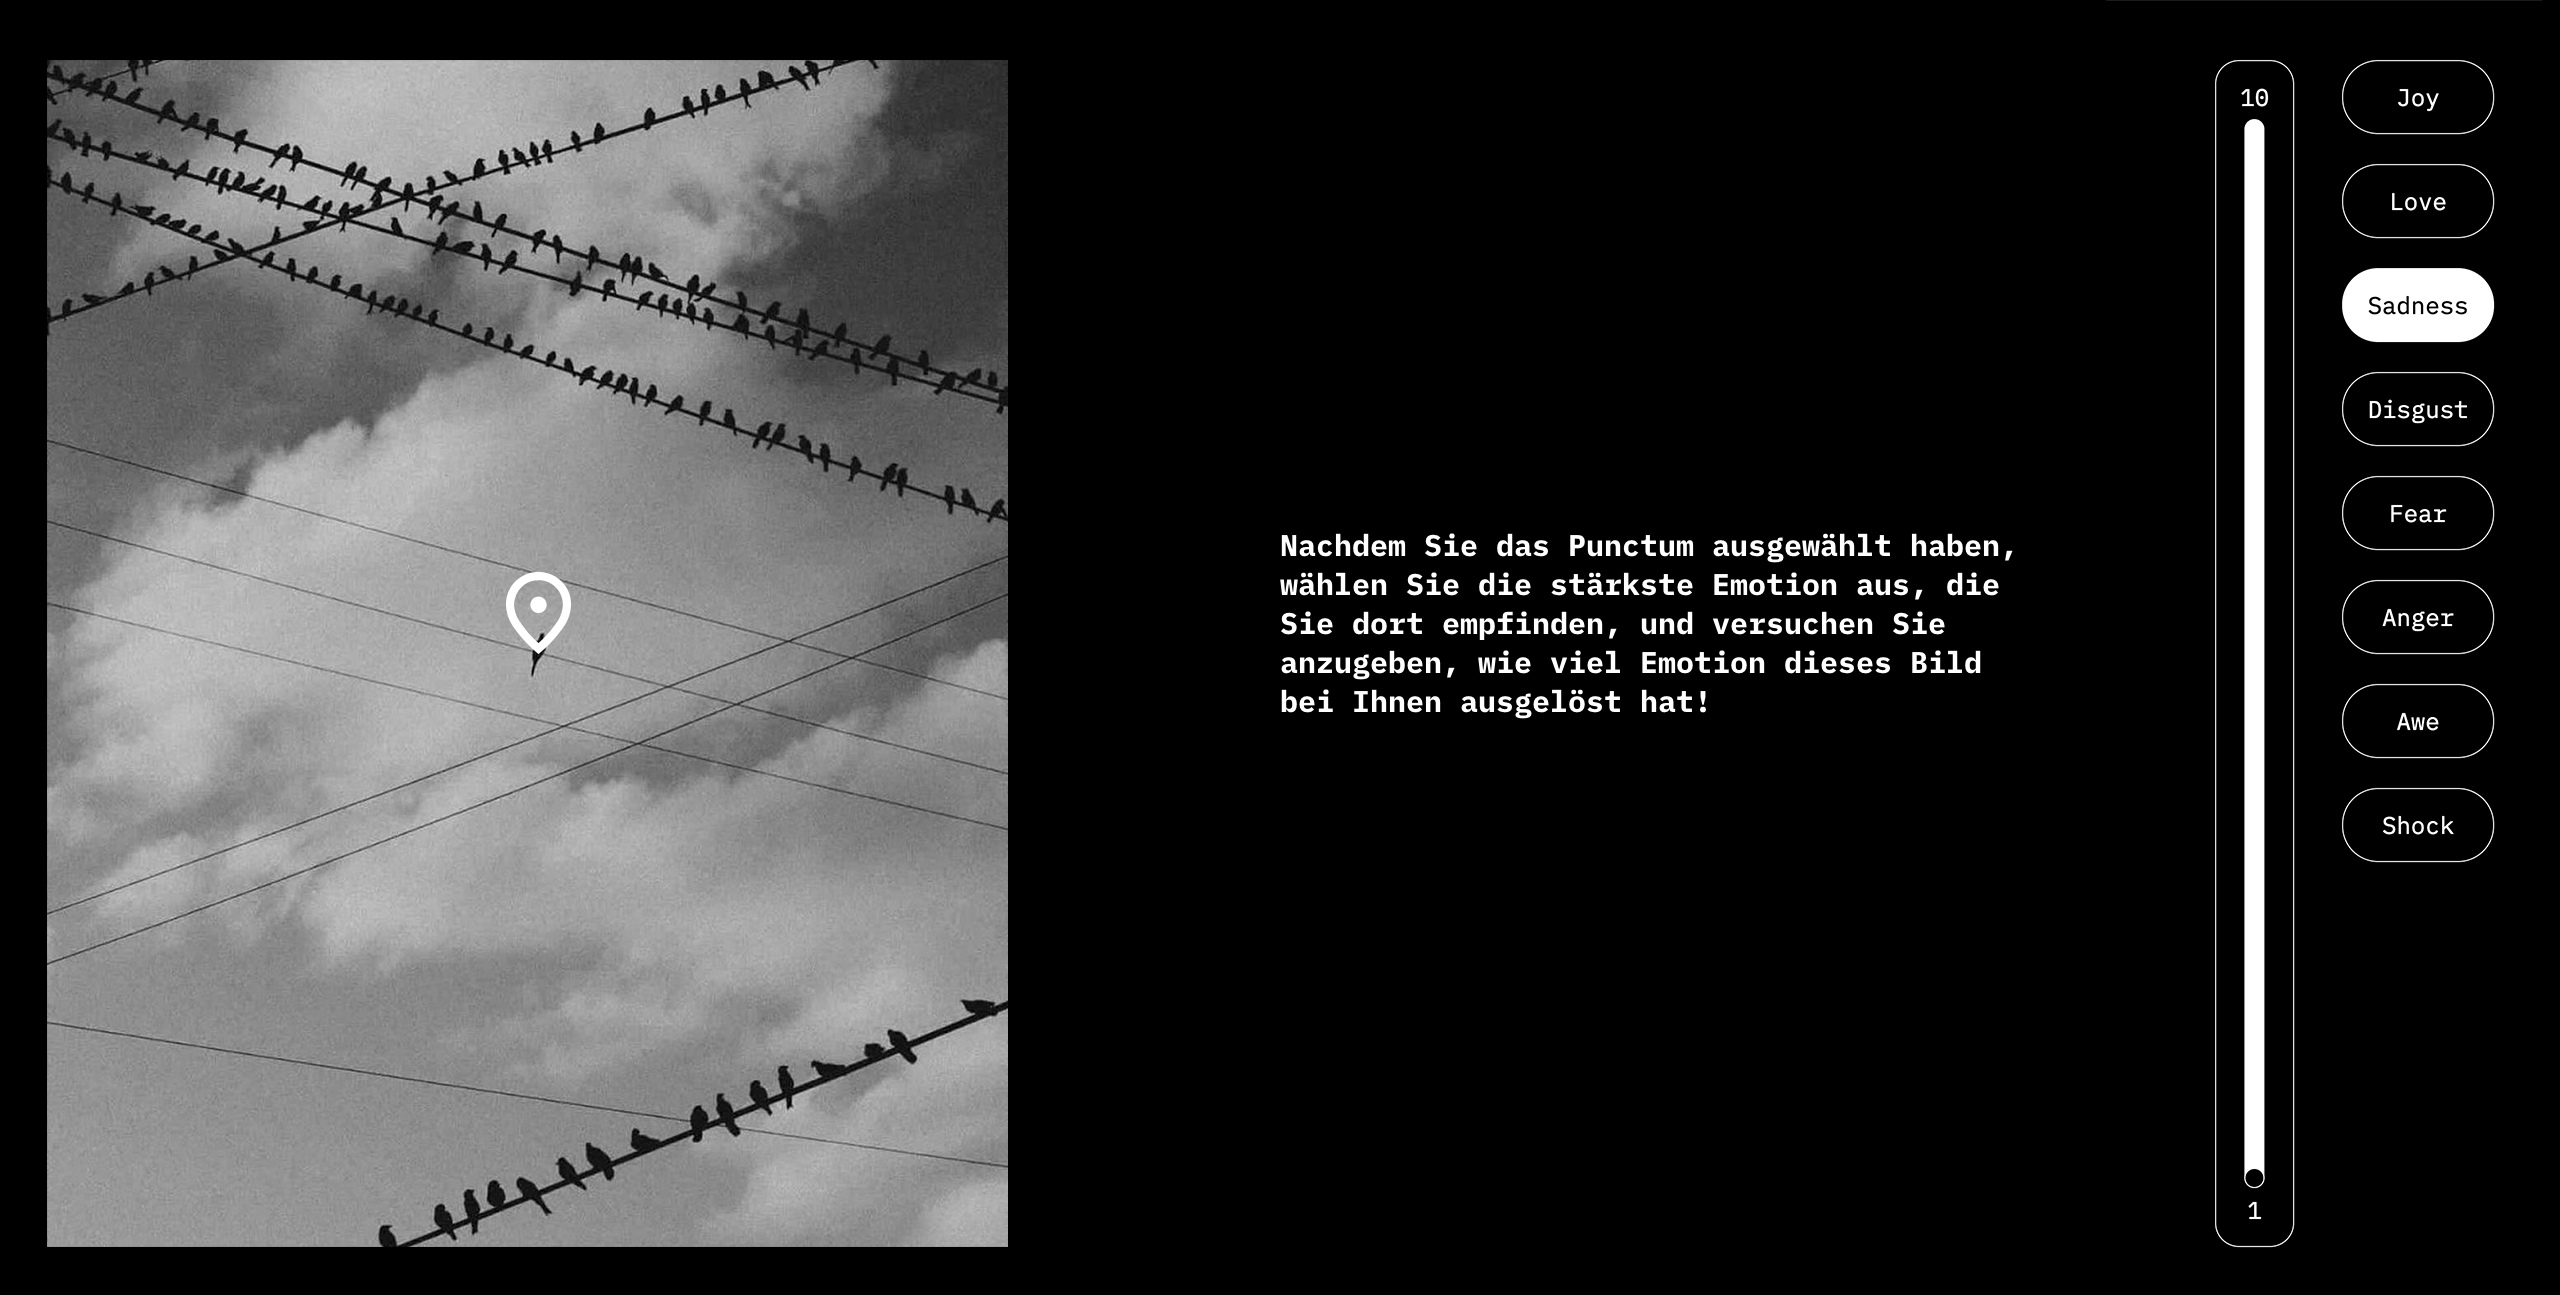 Nachdem Sie das Punctum ausgewählt haben,
wählen Sie die stärkste Emotion aus, die
Sie dort empfinden, und versuchen Sie
anzugeben, wie viel Emotion dieses Bild
bei Ihnen ausgelöst hat!
10
1
Joy
Love
Sadness
Disgust
Fear
Anger
Awe
Shock